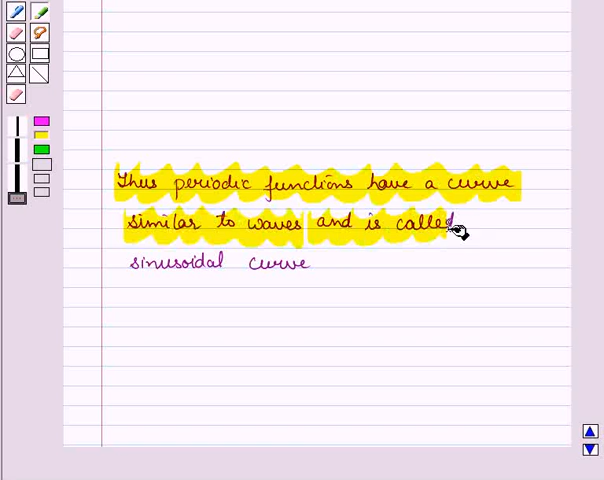 Thus periodic functions have a curve
similar to waves and is called
sinusoidal curve